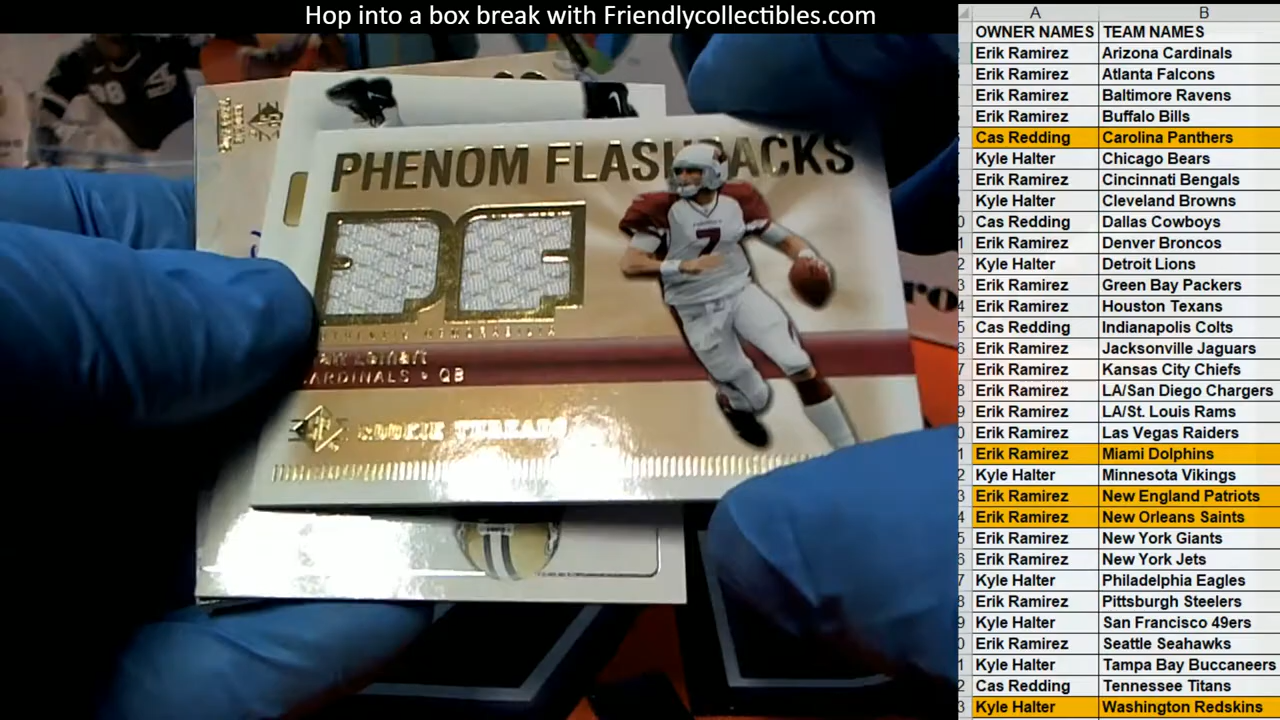 Hop into a box break with Friendlycollectibles.com
PHENOM FLASHBACKS
7
CARDINALS • QB
SP
ROOKIE THREADS
A B
OWNER NAMES TEAM NAMES
Erik Ramirez Arizona Cardinals
Erik Ramirez Atlanta Falcons
Erik Ramirez Baltimore Ravens
Erik Ramirez Buffalo Bills
Cas Redding Carolina Panthers
Kyle Halter Chicago Bears
Erik Ramirez Cincinnati Bengals
Kyle Halter Cleveland Browns
Cas Redding Dallas Cowboys
Erik Ramirez Denver Broncos
Kyle Halter Detroit Lions
Erik Ramirez Green Bay Packers
Erik Ramirez Houston Texans
Cas Redding Indianapolis Colts
Erik Ramirez Jacksonville Jaguars
Erik Ramirez Kansas City Chiefs
Erik Ramirez LA/San Diego Chargers
Erik Ramirez LA/St. Louis Rams
Erik Ramirez Las Vegas Raiders
Erik Ramirez Miami Dolphins
Kyle Halter Minnesota Vikings
Erik Ramirez New England Patriots
Erik Ramirez New Orleans Saints
Erik Ramirez New York Giants
Erik Ramirez New York Jets
Kyle Halter Philadelphia Eagles
Erik Ramirez Pittsburgh Steelers
Kyle Halter San Francisco 49ers
Erik Ramirez Seattle Seahawks
Kyle Halter Tampa Bay Buccaneers
Cas Redding Tennessee Titans
Kyle Halter Washington Redskins